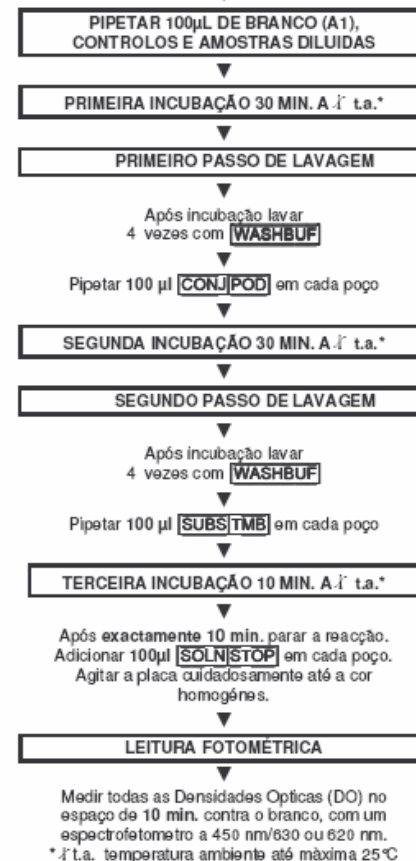 PIPETAR 100µL DE BRANCO (A1),
CONTROLOS E AMOSTRAS DILUIDAS
PRIMEIRA INCUBAÇÃO 30 MIN. A t.a.*
PRIMEIRO PASSO DE LAVAGEM
Após incubação lavar
4 vezes com WASHBUF
Pipetar 100 µl CONJ POD em cada poço
SEGUNDA INCUBAÇÃO 30 MIN. A t.a.*
SEGUNDO PASSO DE LAVAGEM
Após incubação lavar
4 vezes com WASHBUF
Pipetar 100 µl SUBS TMB em cada poço
TERCEIRA INCUBAÇÃO 10 MIN. A t.a.*
Após exactamente 10 min. parar a reacção.
Adicionar 100µl SOLN STOP em cada poço.
Agitar a placa cuidadosamente até a cor
homogénes.
LEITURA FOTOMÉTRICA
Medir todas as Densidades Opticas (DO) no
espaço de 10 min. contra o branco, com um
espectrofetometro a 450 nm/630 ou 620 nm.
* t.a. temperatura ambiente até màxima 25°C